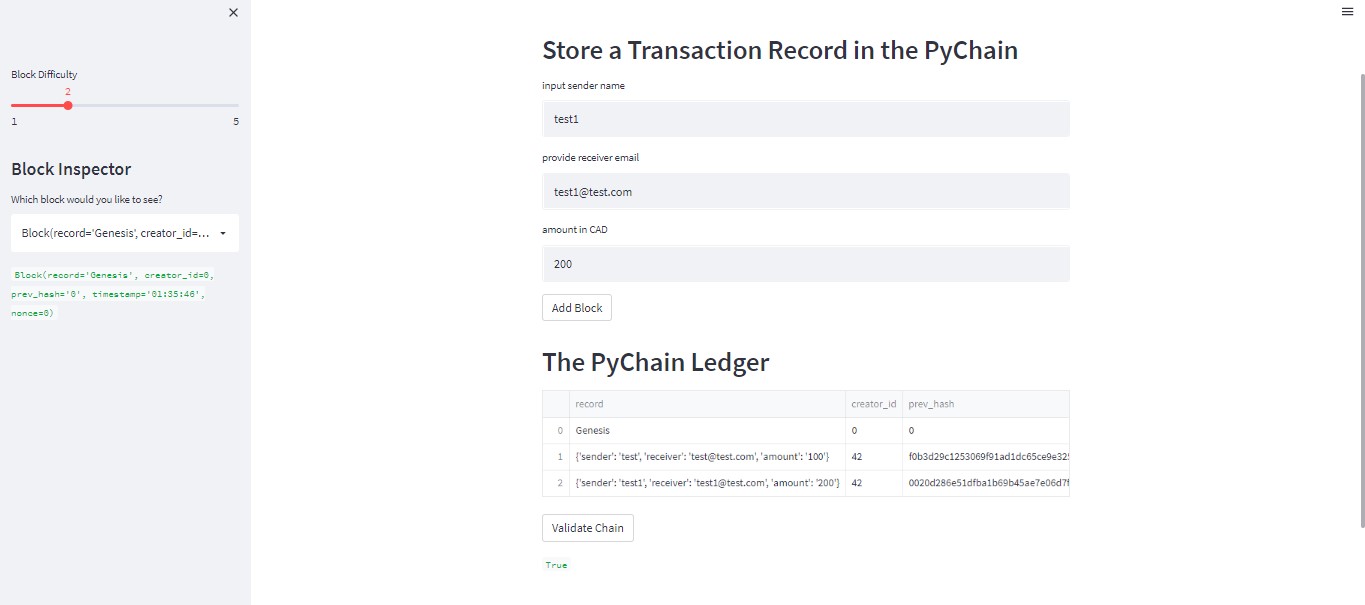 Block Difficulty
2
1 5
Block Inspector
Which block would you like to see?
Block(record='Genesis', creator_id=...
Block(record='Genesis', creator_id=0,
prev_hash='0', timestamp='01:35:46',
nonce=0)
Store a Transaction Record in the PyChain
input sender name
test1
provide receiver email
test1@test.com
amount in CAD
200
Add Block
The PyChain Ledger
record creator_id prev_hash
0 Genesis 0 0
1 {'sender': 'test', 'receiver': 'test@test.com', 'amount': '100'} 42 f0b3d29c1253069f91ad1dc65ce9e325
2 {'sender': 'test1', 'receiver': 'test1@test.com', 'amount': '200'} 42 0020d286e51dfba1b69b45ae7e06d7f
Validate Chain
True